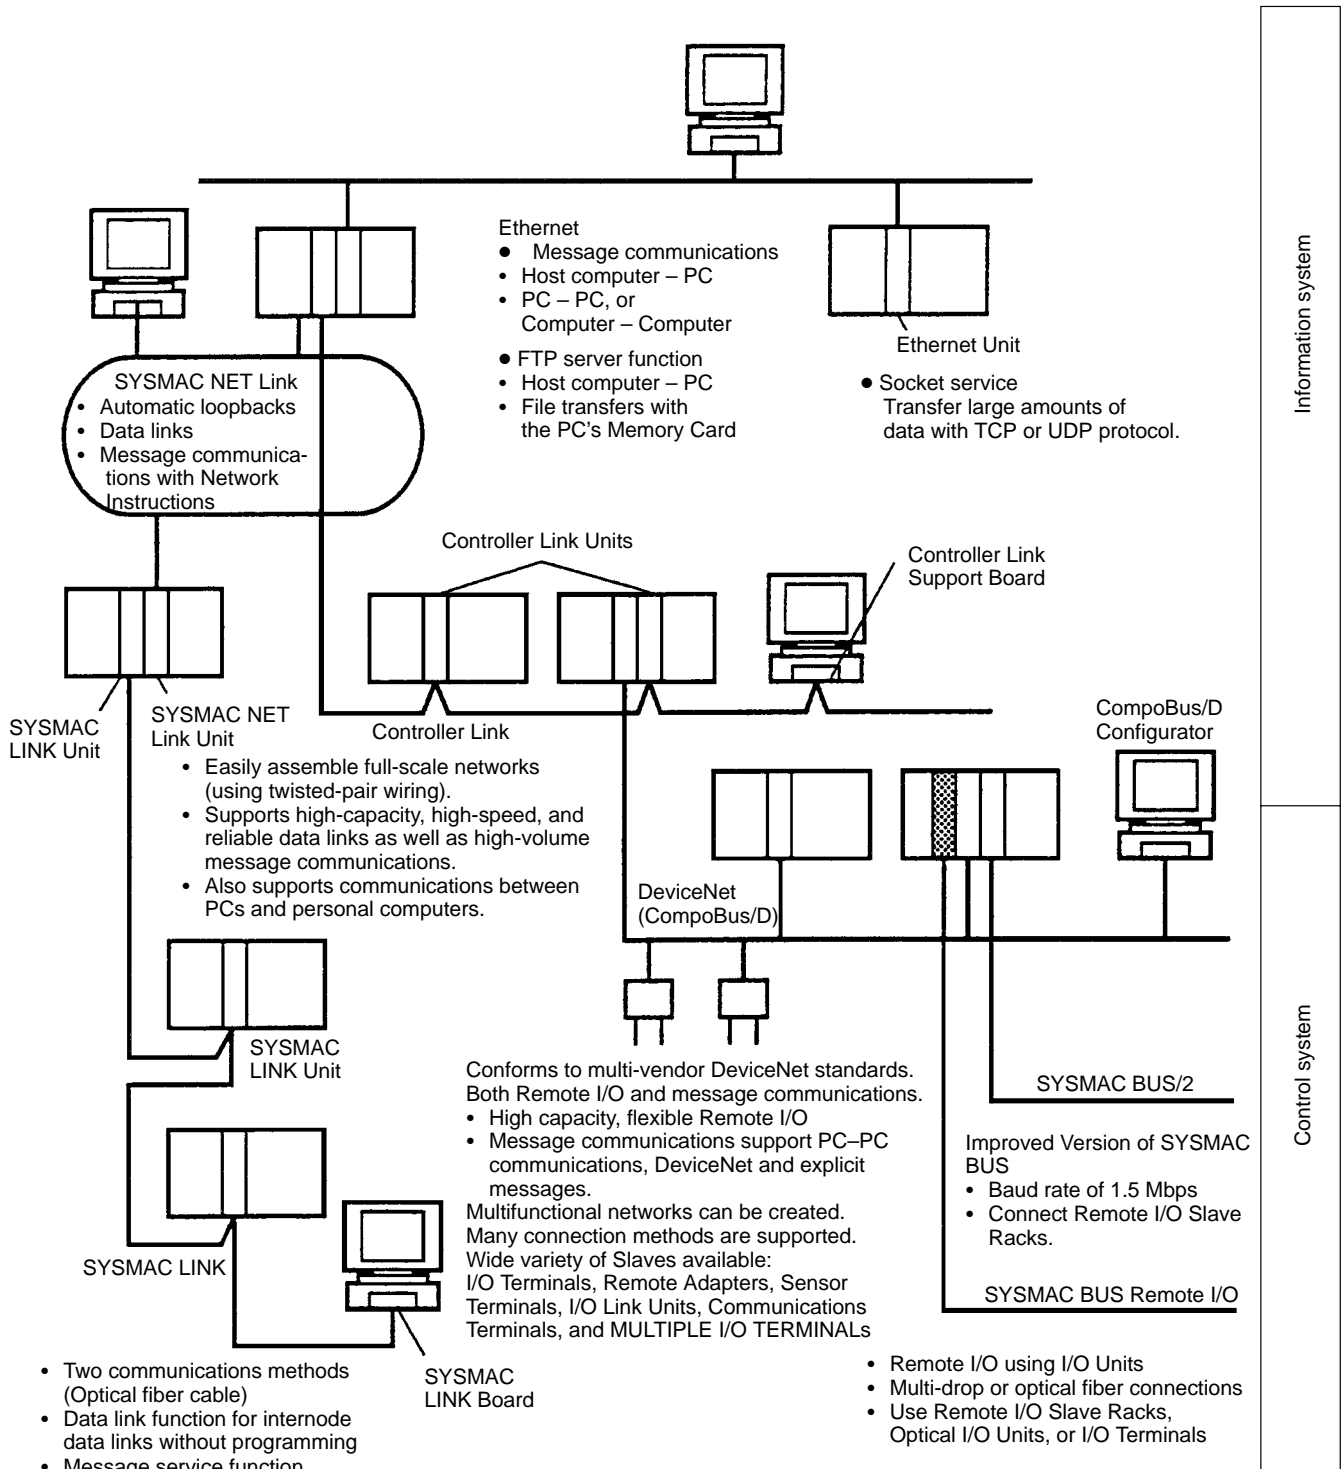 Ethernet
● Message communications
• Host computer – PC
• PC – PC, or
Computer – Computer
● FTP server function
• Host computer – PC
• File transfers with
the PC's Memory Card
Ethernet Unit
● Socket service
Transfer large amounts of
data with TCP or UDP protocol.
Information system
SYSMAC NET Link
• Automatic loopbacks
• Data links
• Message communica-
tions with Network
Instructions
Controller Link Units
Controller Link
Support Board
SYSMAC
LINK Unit
SYSMAC NET
Link Unit
Controller Link
• Easily assemble full-scale networks
(using twisted-pair wiring).
• Supports high-capacity, high-speed, and
reliable data links as well as high-volume
message communications.
• Also supports communications between
PCs and personal computers.
CompoBus/D
Configurator
DeviceNet
(CompoBus/D)
Control system
SYSMAC
LINK Unit
Conforms to multi-vendor DeviceNet standards.
Both Remote I/O and message communications.
• High capacity, flexible Remote I/O
• Message communications support PC–PC
communications, DeviceNet and explicit
messages.
Multifunctional networks can be created.
Many connection methods are supported.
Wide variety of Slaves available:
I/O Terminals, Remote Adapters, Sensor
Terminals, I/O Link Units, Communications
Terminals, and MULTIPLE I/O TERMINALs
SYSMAC BUS/2
Improved Version of SYSMAC
BUS
• Baud rate of 1.5 Mbps
• Connect Remote I/O Slave
Racks.
SYSMAC BUS Remote I/O
• Remote I/O using I/O Units
• Multi-drop or optical fiber connections
• Use Remote I/O Slave Racks,
Optical I/O Units, or I/O Terminals
SYSMAC LINK
SYSMAC
LINK Board
• Two communications methods
(Optical fiber cable)
• Data link function for internode
data links without programming
• Message service function